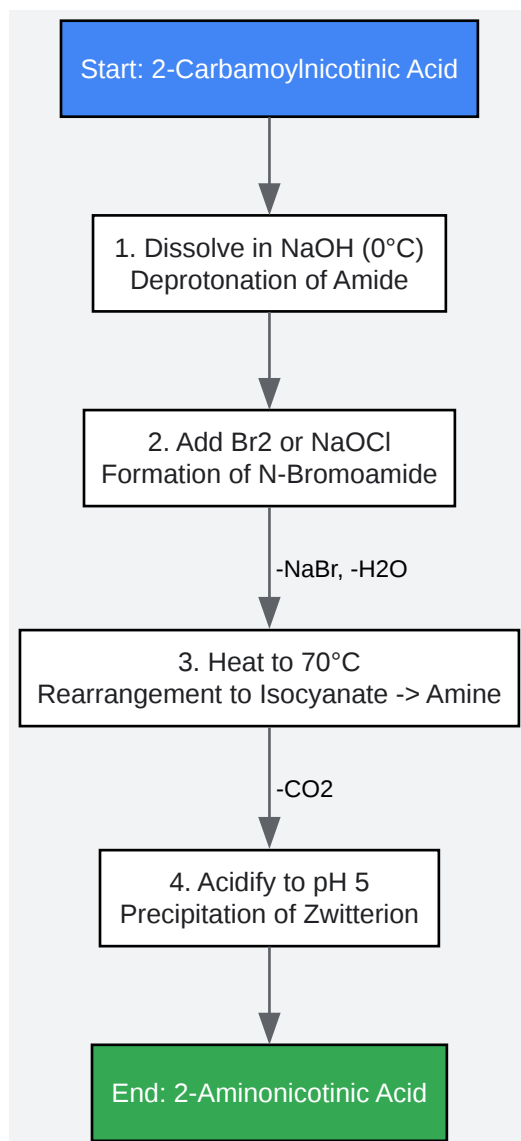 Start: 2-Carbamoylnicotinic Acid
1. Dissolve in NaOH (0°C)
Deprotonation of Amide
2. Add Br2 or NaOCl
Formation of N-Bromoamide
-NaBr, -H2O
3. Heat to 70°C
Rearrangement to Isocyanate -> Amine
-CO2
4. Acidify to pH 5
Precipitation of Zwitterion
End: 2-Aminonicotinic Acid